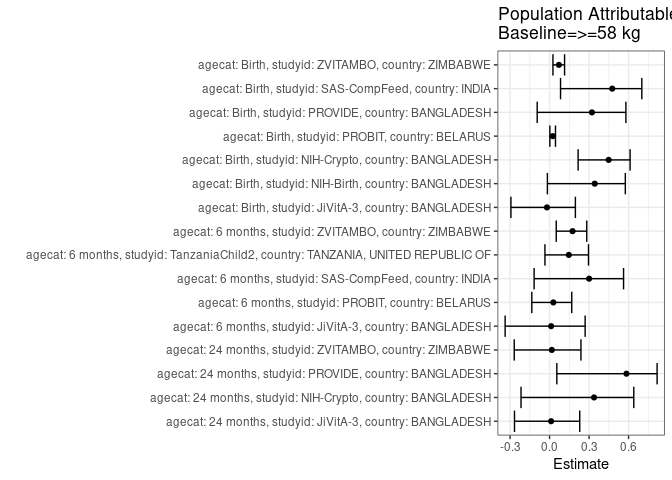 Population Attributable
Baseline=>=58 kg
agecat: Birth, studyid: ZVITAMBO, country: ZIMBABWE
agecat: Birth, studyid: SAS-CompFeed, country: INDIA
agecat: Birth, studyid: PROVIDE, country: BANGLADESH
agecat: Birth, studyid: PROBIT, country: BELARUS
agecat: Birth, studyid: NIH-Crypto, country: BANGLADESH
agecat: Birth, studyid: NIH-Birth, country: BANGLADESH
agecat: Birth, studyid: JiVitA-3, country: BANGLADESH
agecat: 6 months, studyid: ZVITAMBO, country: ZIMBABWE
agecat: 6 months, studyid: TanzaniaChild2, country: TANZANIA, UNITED REPUBLIC OF
agecat: 6 months, studyid: SAS-CompFeed, country: INDIA
agecat: 6 months, studyid: PROBIT, country: BELARUS
agecat: 6 months, studyid: JiVitA-3, country: BANGLADESH
agecat: 24 months, studyid: ZVITAMBO, country: ZIMBABWE
agecat: 24 months, studyid: PROVIDE, country: BANGLADESH
agecat: 24 months, studyid: NIH-Crypto, country: BANGLADESH
agecat: 24 months, studyid: JiVitA-3, country: BANGLADESH
-0.3 0.0 0.3 0.6
Estimate